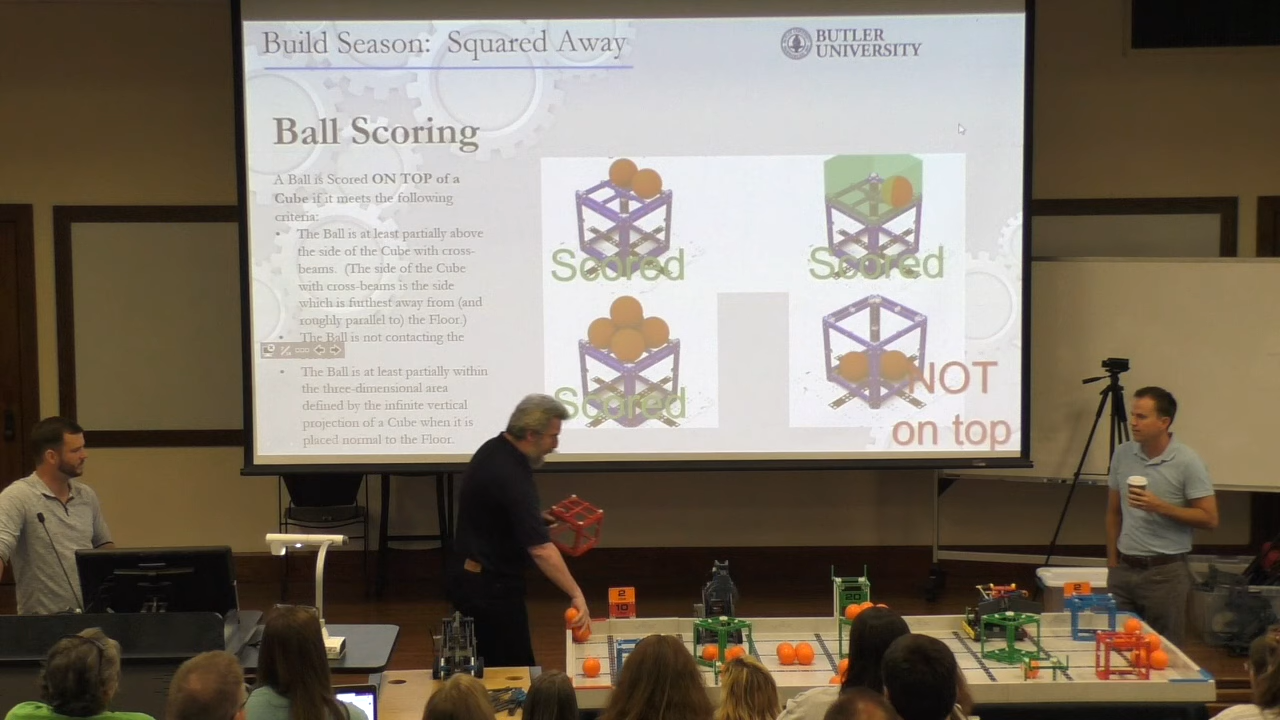 Build Season: Squared Away
BUTLER
UNIVERSITY
Ball Scoring
A Ball is Scored ON TOP of a
Cube if it meets the following
criteria:
• The Ball is at least partially above
the side of the Cube with cross-
beams. (The side of the Cube
with cross-beams is the side
which is furthest away from (and
roughly parallel to) the Floor.)
• The Ball is not contacting the
• The Ball is at least partially within
the three-dimensional area
defined by the infinite vertical
projection of a Cube when it is
placed normal to the Floor.
Scored
Scored
Scored
NOT
on top
2
10
2
20